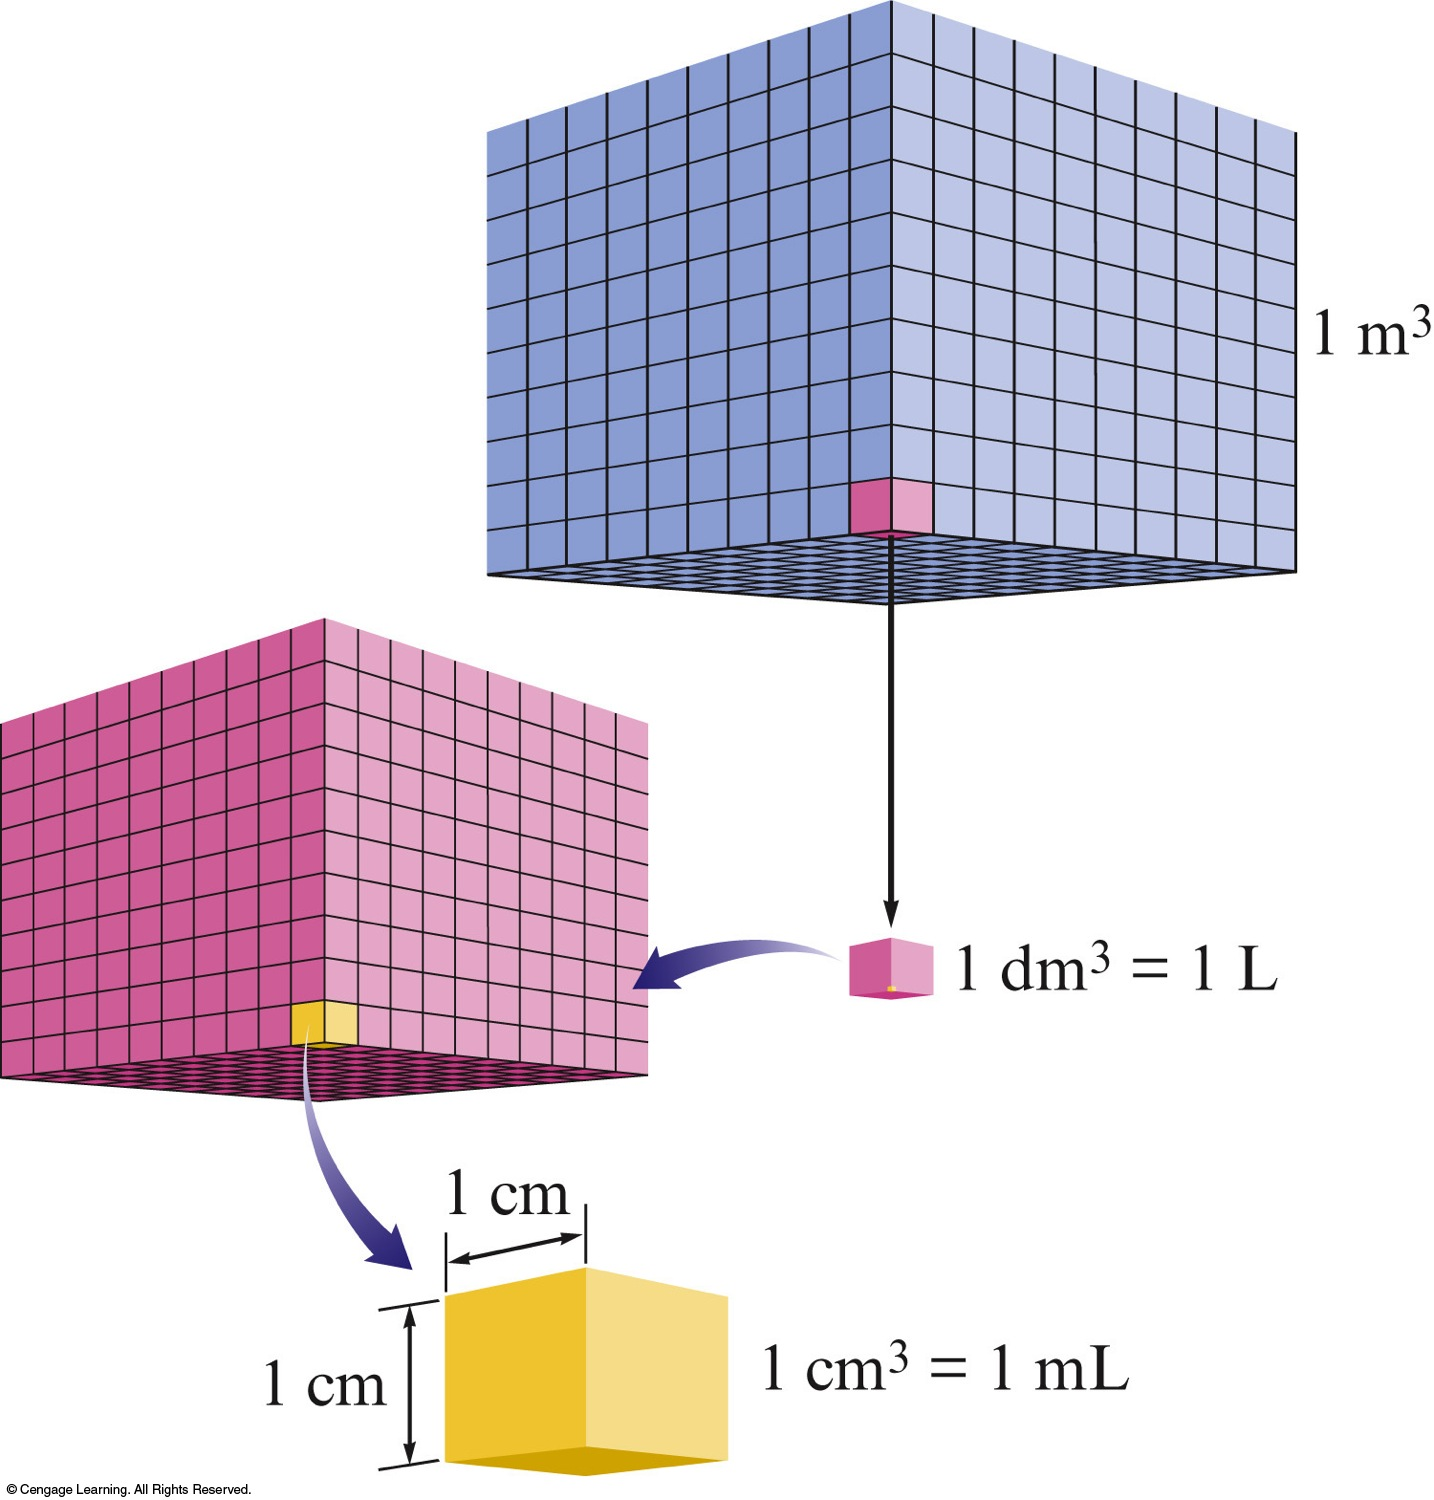 1 m³
1 dm³ = 1 L
1 cm
1 cm
1 cm³ = 1 mL
© Cengage Learning. All Rights Reserved.